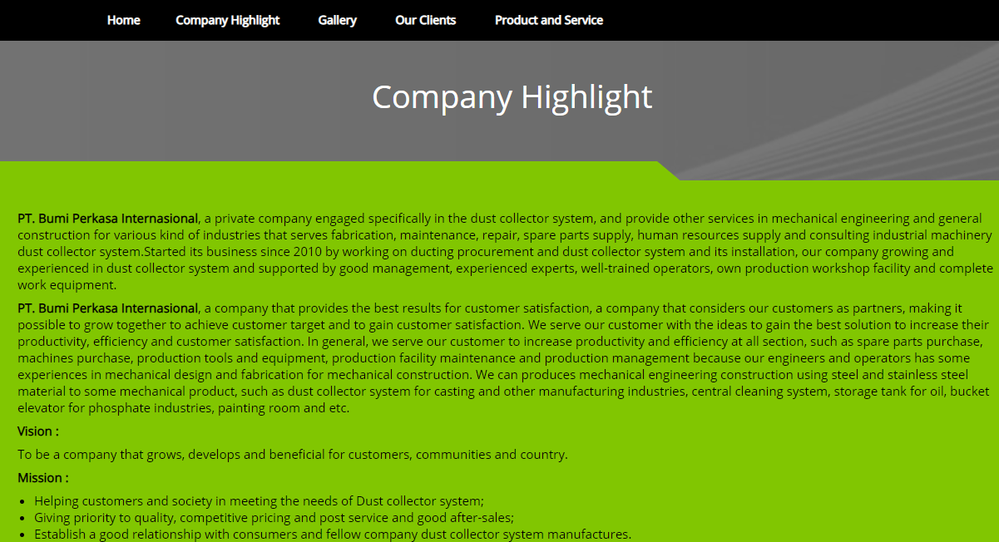 Home Company Highlight Gallery Our Clients Product and Service
Company Highlight
PT. Bumi Perkasa Internasional, a private company engaged specifically in the dust collector system, and provide other services in mechanical engineering and general
construction for various kind of industries that serves fabrication, maintenance, repair, spare parts supply, human resources supply and consulting industrial machinery
dust collector system.Started its business since 2010 by working on ducting procurement and dust collector system and its installation, our company growing and
experienced in dust collector system and supported by good management, experienced experts, well-trained operators, own production workshop facility and complete
work equipment.
PT. Bumi Perkasa Internasional, a company that provides the best results for customer satisfaction, a company that considers our customers as partners, making it
possible to grow together to achieve customer target and to gain customer satisfaction. We serve our customer with the ideas to gain the best solution to increase their
productivity, efficiency and customer satisfaction. In general, we serve our customer to increase productivity and efficiency at all section, such as spare parts purchase,
machines purchase, production tools and equipment, production facility maintenance and production management because our engineers and operators has some
experiences in mechanical design and fabrication for mechanical construction. We can produces mechanical engineering construction using steel and stainless steel
material to some mechanical product, such as dust collector system for casting and other manufacturing industries, central cleaning system, storage tank for oil, bucket
elevator for phosphate industries, painting room and etc.
Vision :
To be a company that grows, develops and beneficial for customers, communities and country.
Mission :
• Helping customers and society in meeting the needs of Dust collector system;
• Giving priority to quality, competitive pricing and post service and good after-sales;
• Establish a good relationship with consumers and fellow company dust collector system manufactures.